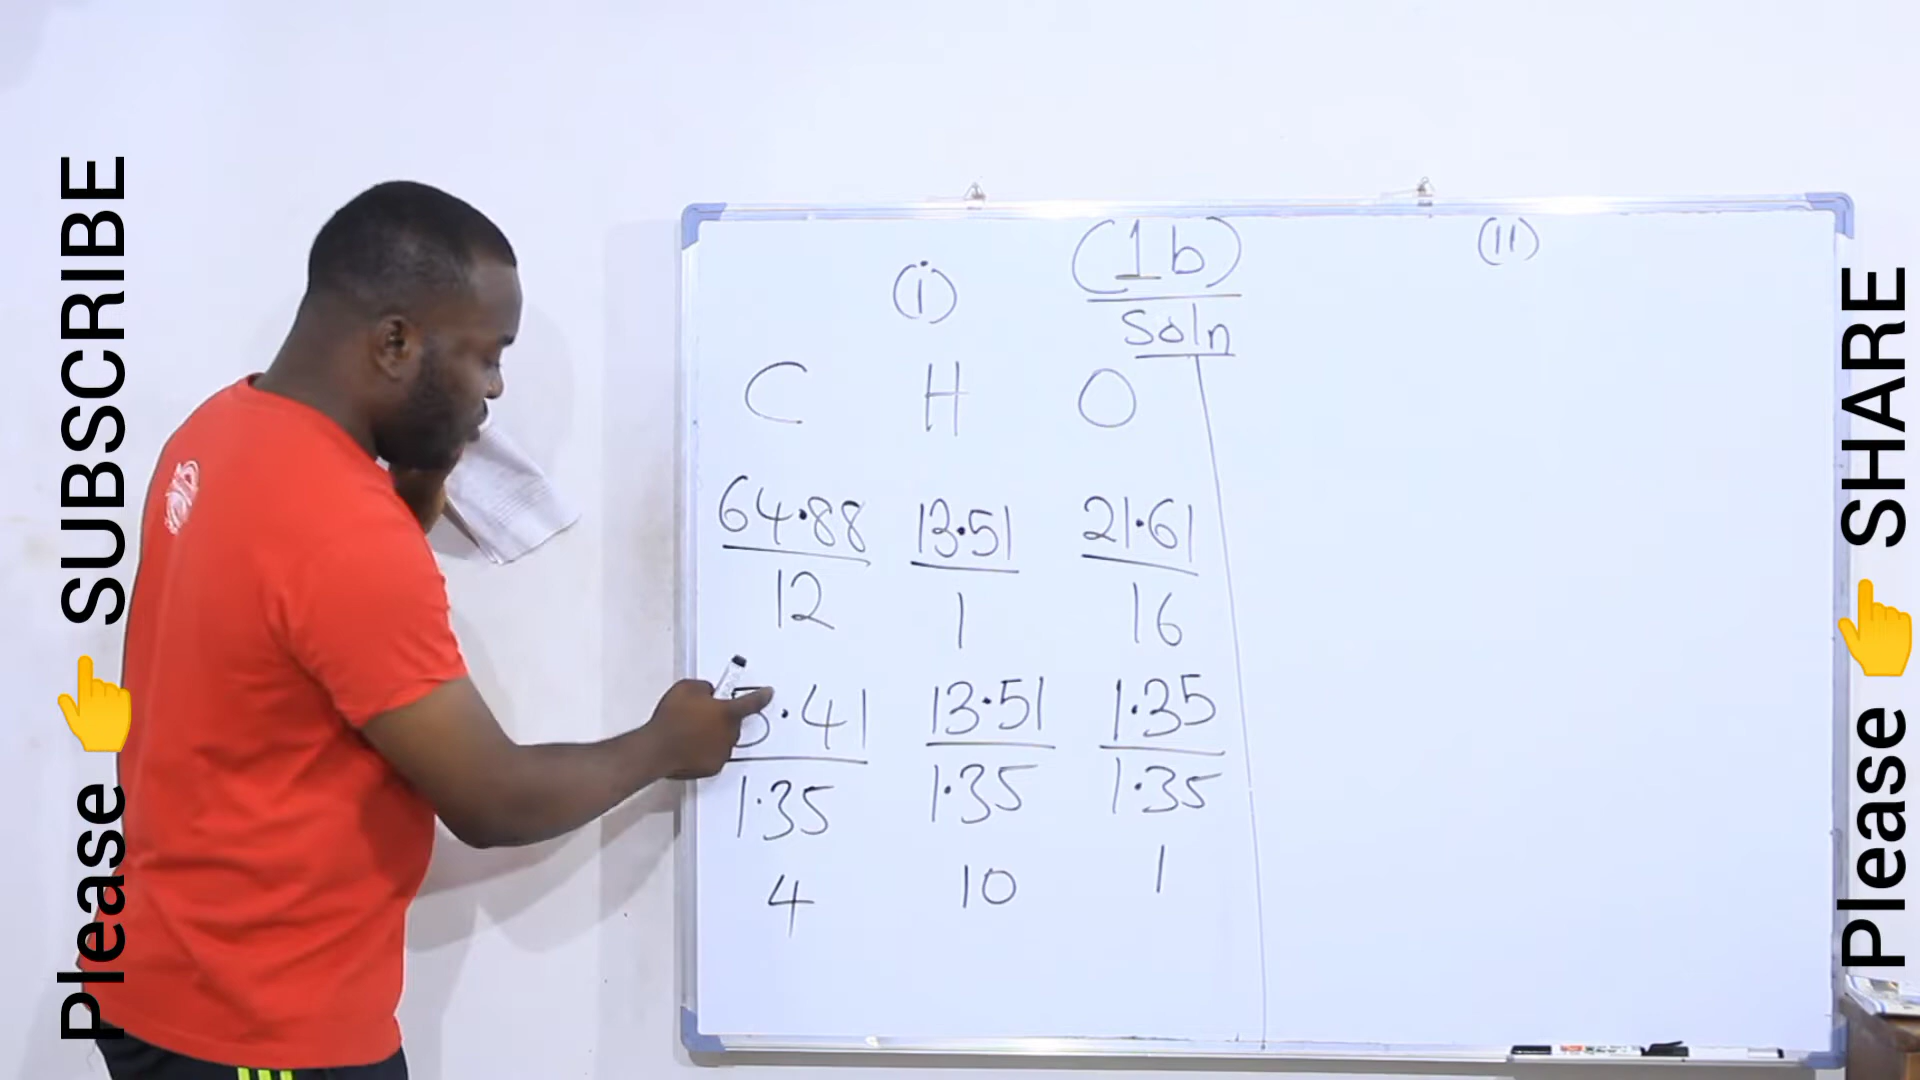 Please 👉 SUBSCRIBE
(1b)
(i)
(11)
Soln
C H O
64.88 13.51 21.61
12 1 16
5.41 13.51 1.35
1.35 1.35 1.35
4 10 1
Please 👉 SHARE